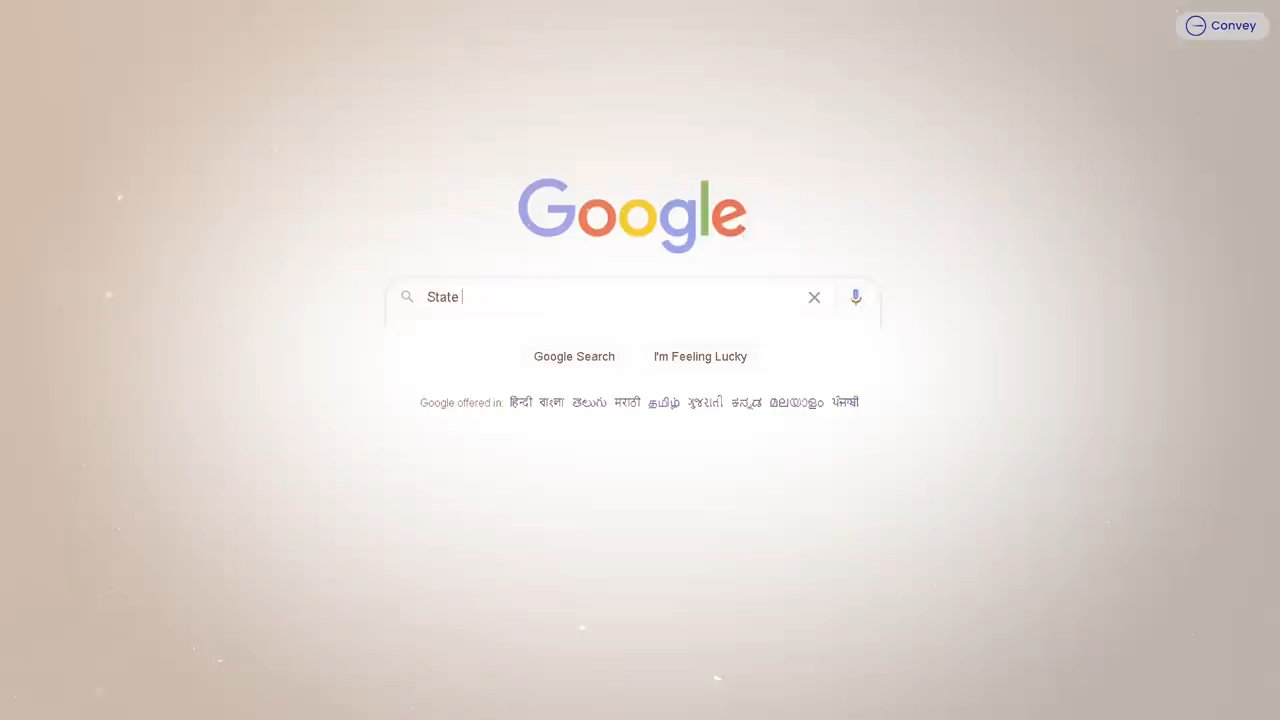 Convey
Google
State
Google Search I'm Feeling Lucky
Google offered in: हिन्दी বাংলা తెలుగు मराठी தமிழ் ગુજરાતી ಕನ್ನಡ മലയാളം ਪੰਜਾਬੀ